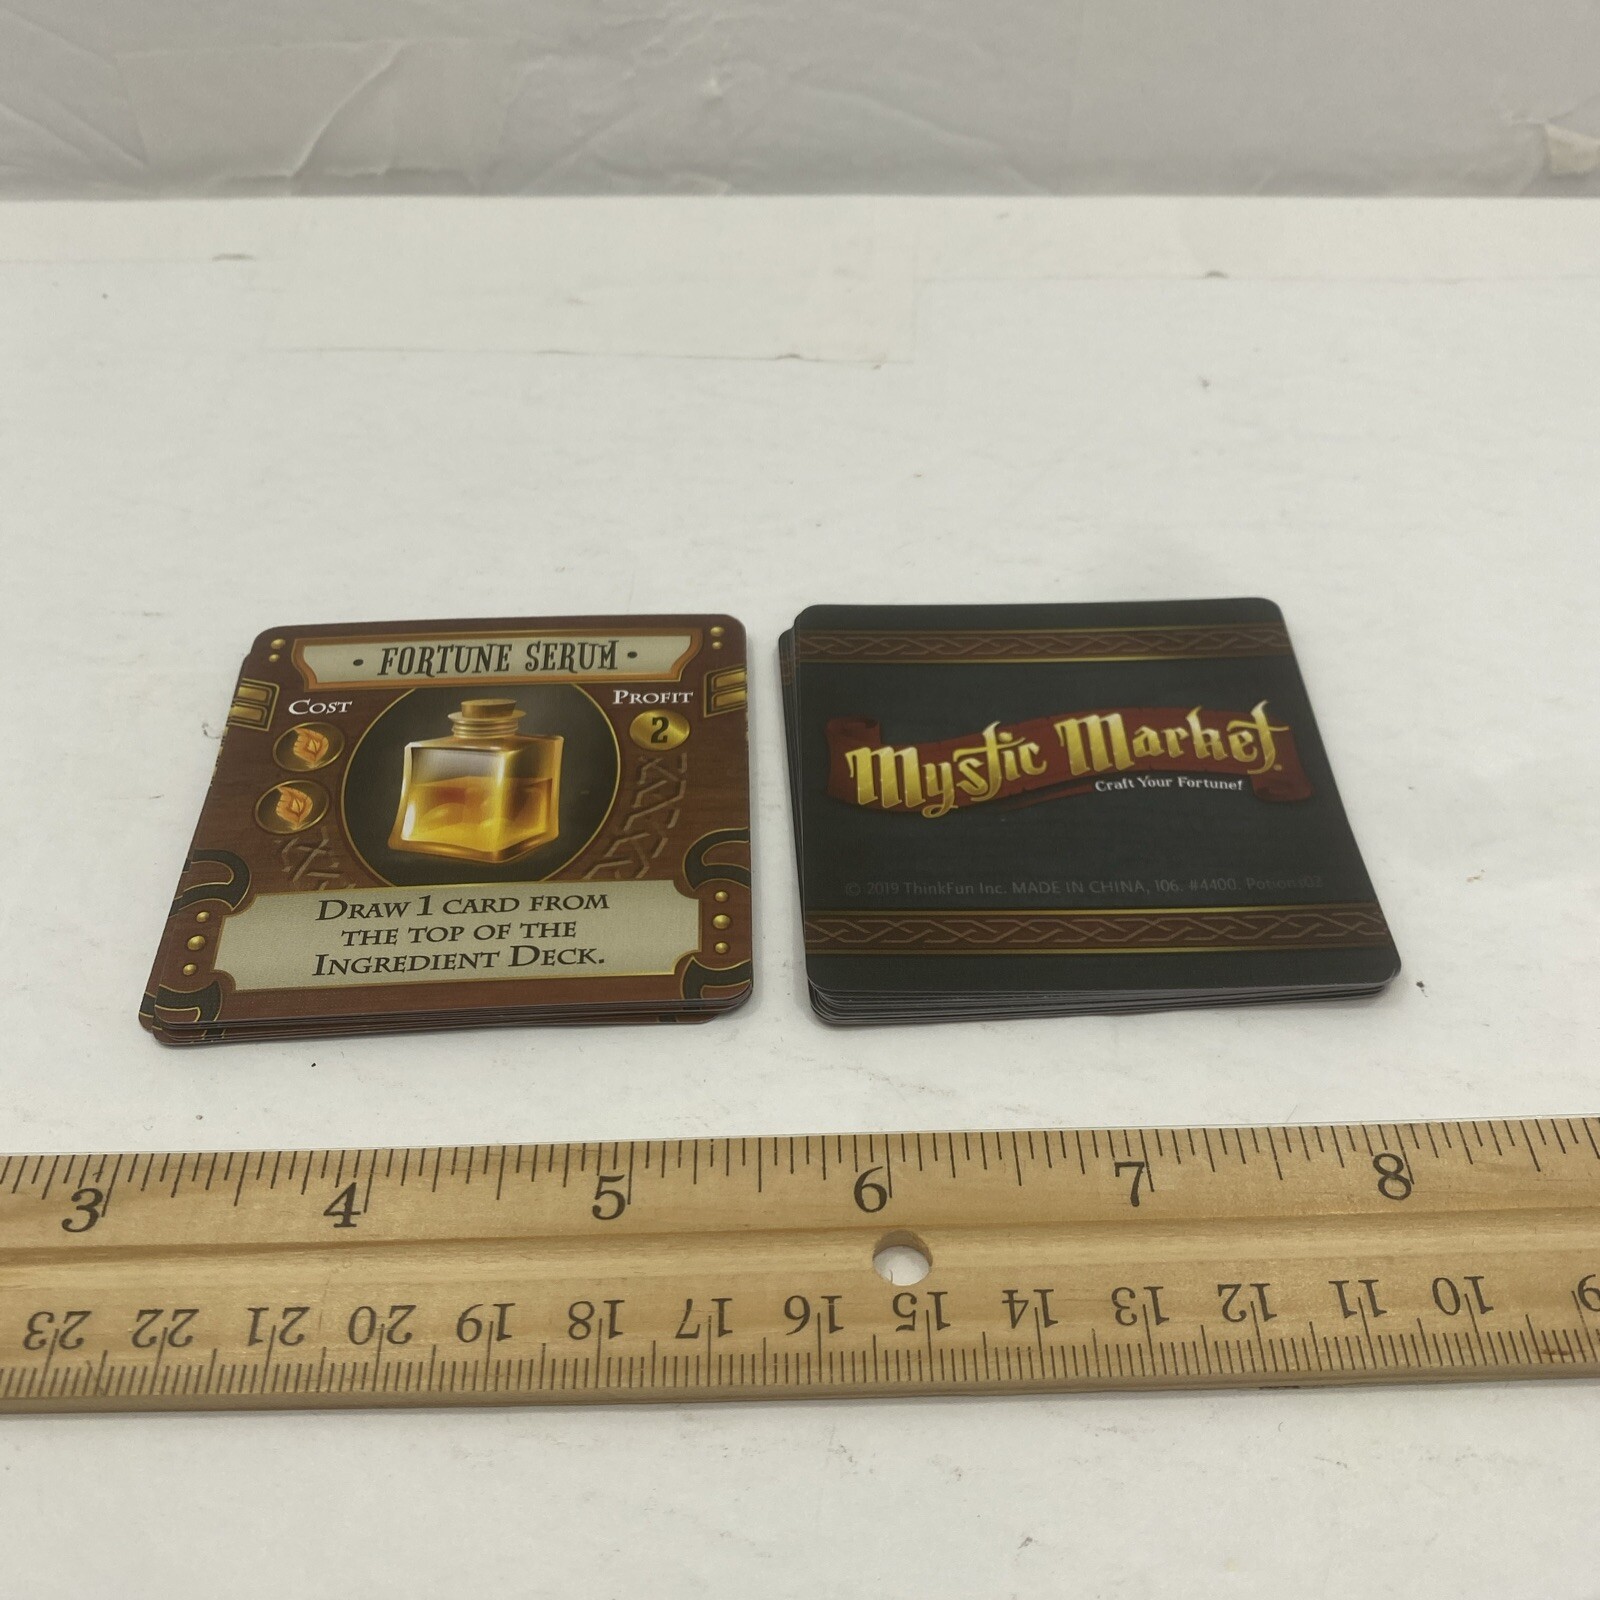 • FORTUNE SERUM •
COST
PROFIT
2
DRAW 1 CARD FROM
THE TOP OF THE
INGREDIENT DECK.
Mystic Market
Craft Your Fortune!
© 2019 ThinkFun Inc. MADE IN CHINA, 106. #4400. Potion102
3 4 5 6 7 8
23 22 21 20 19 18 17 16 15 14 13 12 11 10 9